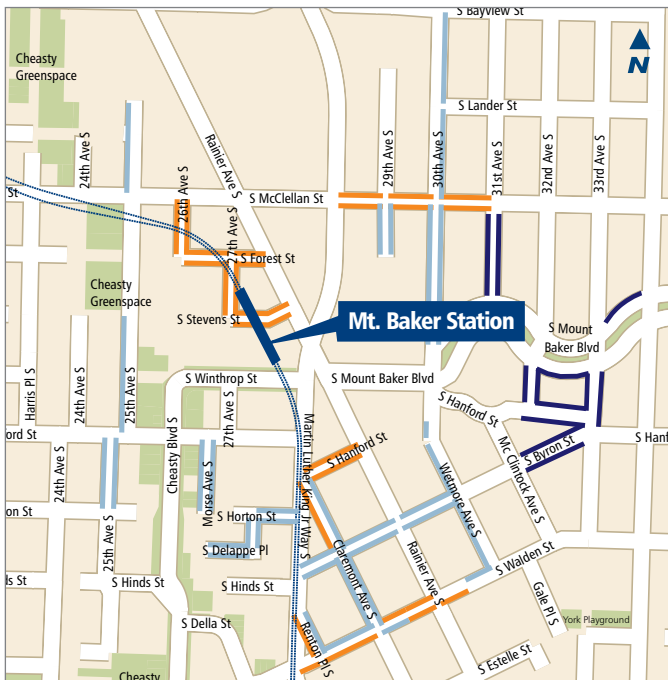 S Bayview St
Cheasty
Greenspace
N
S Lander St
24th Ave S
Rainier Ave S
29th Ave S
30th Ave S
31st Ave S
32nd Ave S
33rd Ave S
St
26th Ave S
27th Ave S
S McClellan St
S Forest St
Cheasty
Greenspace
S Stevens St
Mt. Baker Station
S Mount
Baker Blvd
Harris Pl S
24th Ave S
25th Ave S
S Winthrop St
S Mount Baker Blvd
S Hanford St
Cheasty Blvd S
27th Ave S
Martin Luther King Jr Way S
ord St
S Hanf
S Hanford St
S Byron St
Mc Clintock Ave S
24th Ave S
Morse Ave S
Wetmore Ave S
on St
S Horton St
25th Ave S
S Delappe Pl
Claremont Ave S
Rainier Ave S
S Walden St
ds St
S Hinds St
S Hinds St
Gale Pl S
S Della St
Renton Pl S
York Playground
S Estelle St
Cheasty